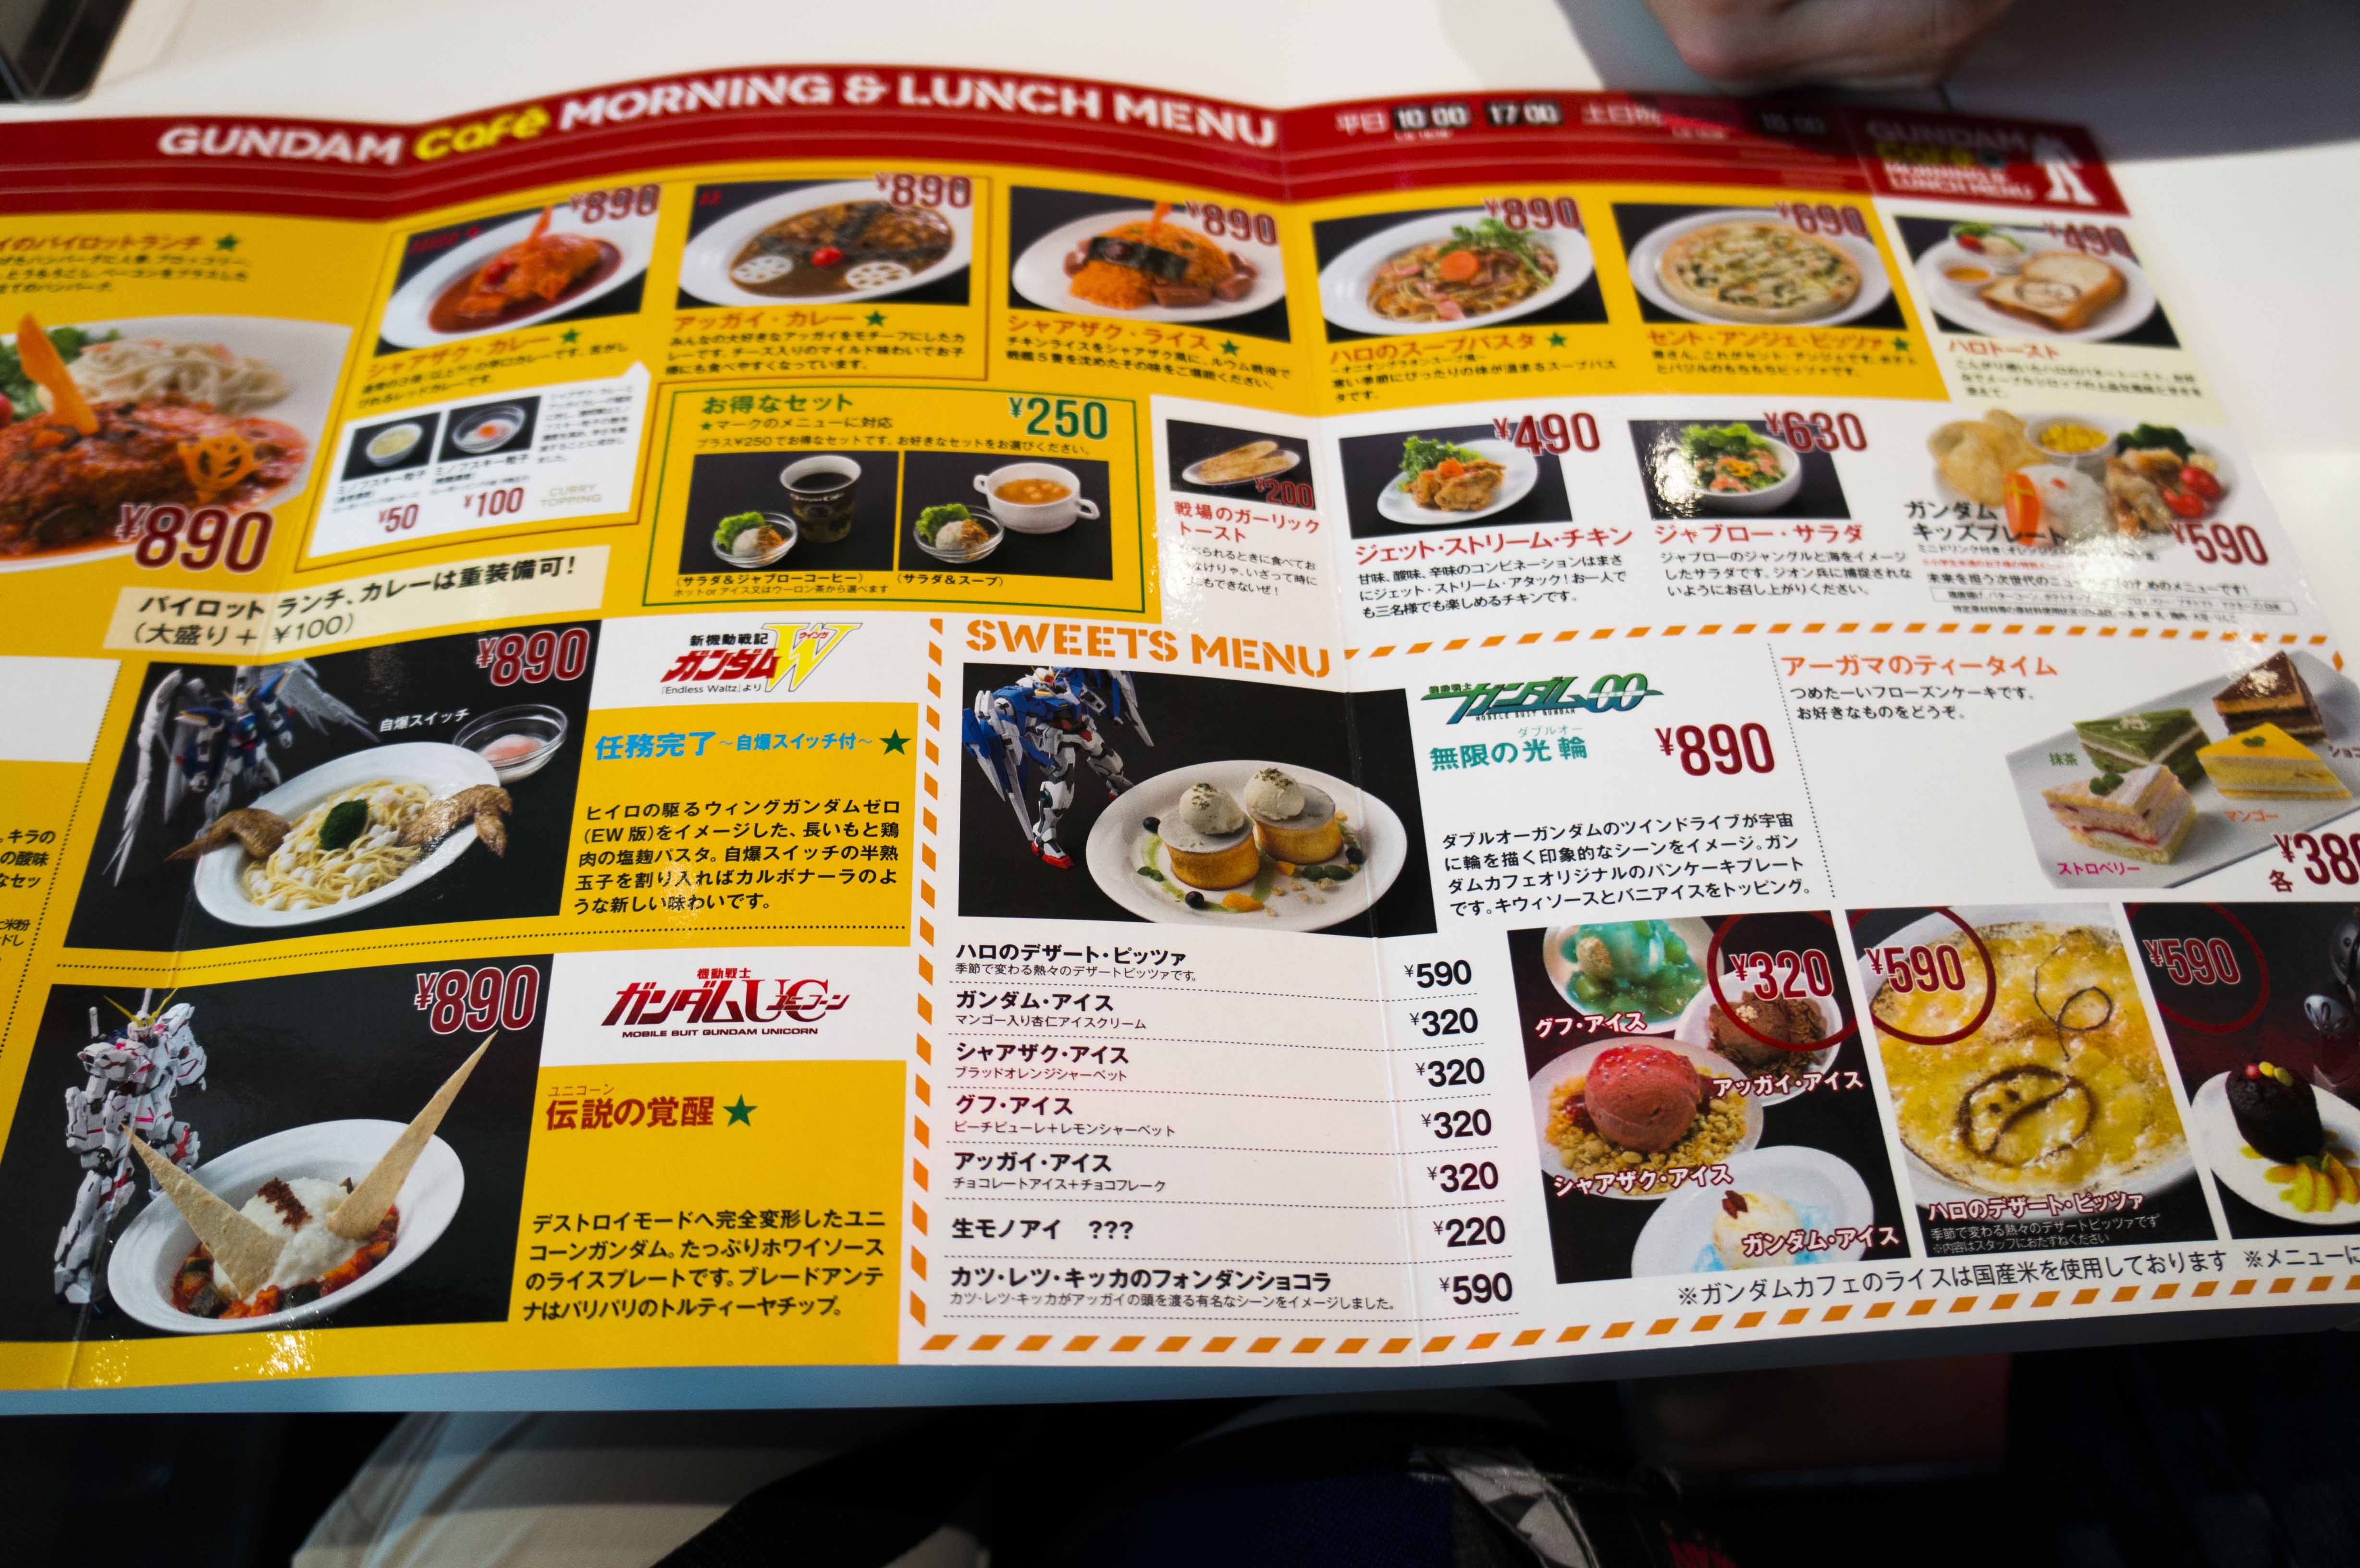 GUNDAM Café MORNING & LUNCH MENU
平日 10:00 17:00 土日祝
GUNDAM
Café
MORNING &
LUNCH MENU
イのパイロットランチ ★
¥890
¥890
シャアザク・カレー ★
¥890
アッガイ・カレー ★
みんなの大好きなアッガイをモチーフにしたカ
レーです。チーズ入りのマイルド味わいでお子
様にも食べやすくなっています。
¥890
シャアザク・ライス ★
チキンライスをシャアザク風に、ルウム戦役で
戦艦5隻を沈めたその味をご堪能ください。
¥890
ハロのスープパスタ ★
寒い季節にぴったりの体が温まるスープパス
タです。
¥690
セント・アンジェ・ピッツァ ★
¥490
ハロトースト
ミノフスキー粒子
¥50
ミノフスキー粒子
¥100
CURRY
TOPPING
パイロットランチ、カレーは重装備可!
(大盛り+¥100)
お得なセット
¥250
★マークのメニューに対応
プラス¥250でお得なセットです。お好きなセットをお選びください。
(サラダ&ジャブローコーヒー)
ホットorアイス又はウーロン茶から選べます
(サラダ&スープ)
¥200
戦場のガーリック
トースト
¥490
ジェット・ストリーム・チキン
甘味、酸味、辛味のコンビネーションはまさ
にジェット・ストリーム・アタック!お一人で
も三名様でも楽しめるチキンです。
¥630
ジャブロー・サラダ
ジャブローのジャングルと海をイメージ
したサラダです。ジオン兵に捕捉されな
いようにお召し上がりください。
ガンダム
キッズプレート
¥590
¥890
自爆スイッチ
新機動戦記
ガンダムW
ウイング
「Endless Waltz」より
任務完了~自爆スイッチ付~★
ヒイロの駆るウィングガンダムゼロ
(EW版)をイメージした、長いもと鶏
肉の塩麹パスタ。自爆スイッチの半熟
玉子を割り入れればカルボナーラのよ
うな新しい味わいです。
。キラの
の酸味
なセッ
¥890
機動戦士
ガンダムUC
ユニコーン
MOBILE SUIT GUNDAM UNICORN
ユニコーン
伝説の覚醒★
デストロイモードへ完全変形したユニ
コーンガンダム。たっぷりホワイソース
のライスプレートです。ブレードアンテ
ナはパリパリのトルティーヤチップ。
SWEETS MENU
機動戦士
ガンダム00
MOBILE SUIT GUNDAM
ダブルオー
無限の光輪
¥890
ダブルオーガンダムのツインドライブが宇宙
に輪を描く印象的なシーンをイメージ。ガン
ダムカフェオリジナルのパンケーキプレート
です。キウィソースとバニアイスをトッピング。
アーガマのティータイム
つめたーいフローズンケーキです。
お好きなものをどうぞ。
抹茶
ショコ
マンゴー
ストロベリー
各 ¥380
ハロのデザート・ピッツァ
季節で変わる熱々のデザートピッツァです。
¥590
ガンダム・アイス
マンゴー入り杏仁アイスクリーム
¥320
シャアザク・アイス
ブラッドオレンジシャーベット
¥320
グフ・アイス
ピーチピューレ+レモンシャーベット
¥320
アッガイ・アイス
チョコレートアイス+チョコフレーク
¥320
生モノアイ ???
¥220
カツ・レツ・キッカのフォンダンショコラ
カツ・レツ・キッカがアッガイの頭を渡る有名なシーンをイメージしました。
¥590
¥320
グフ・アイス
アッガイ・アイス
シャアザク・アイス
ガンダム・アイス
¥590
ハロのデザート・ピッツァ
季節で変わる熱々のデザートピッツァです
※内容はスタッフにおたずねください
¥590
※ガンダムカフェのライスは国産米を使用しております ※メニューに